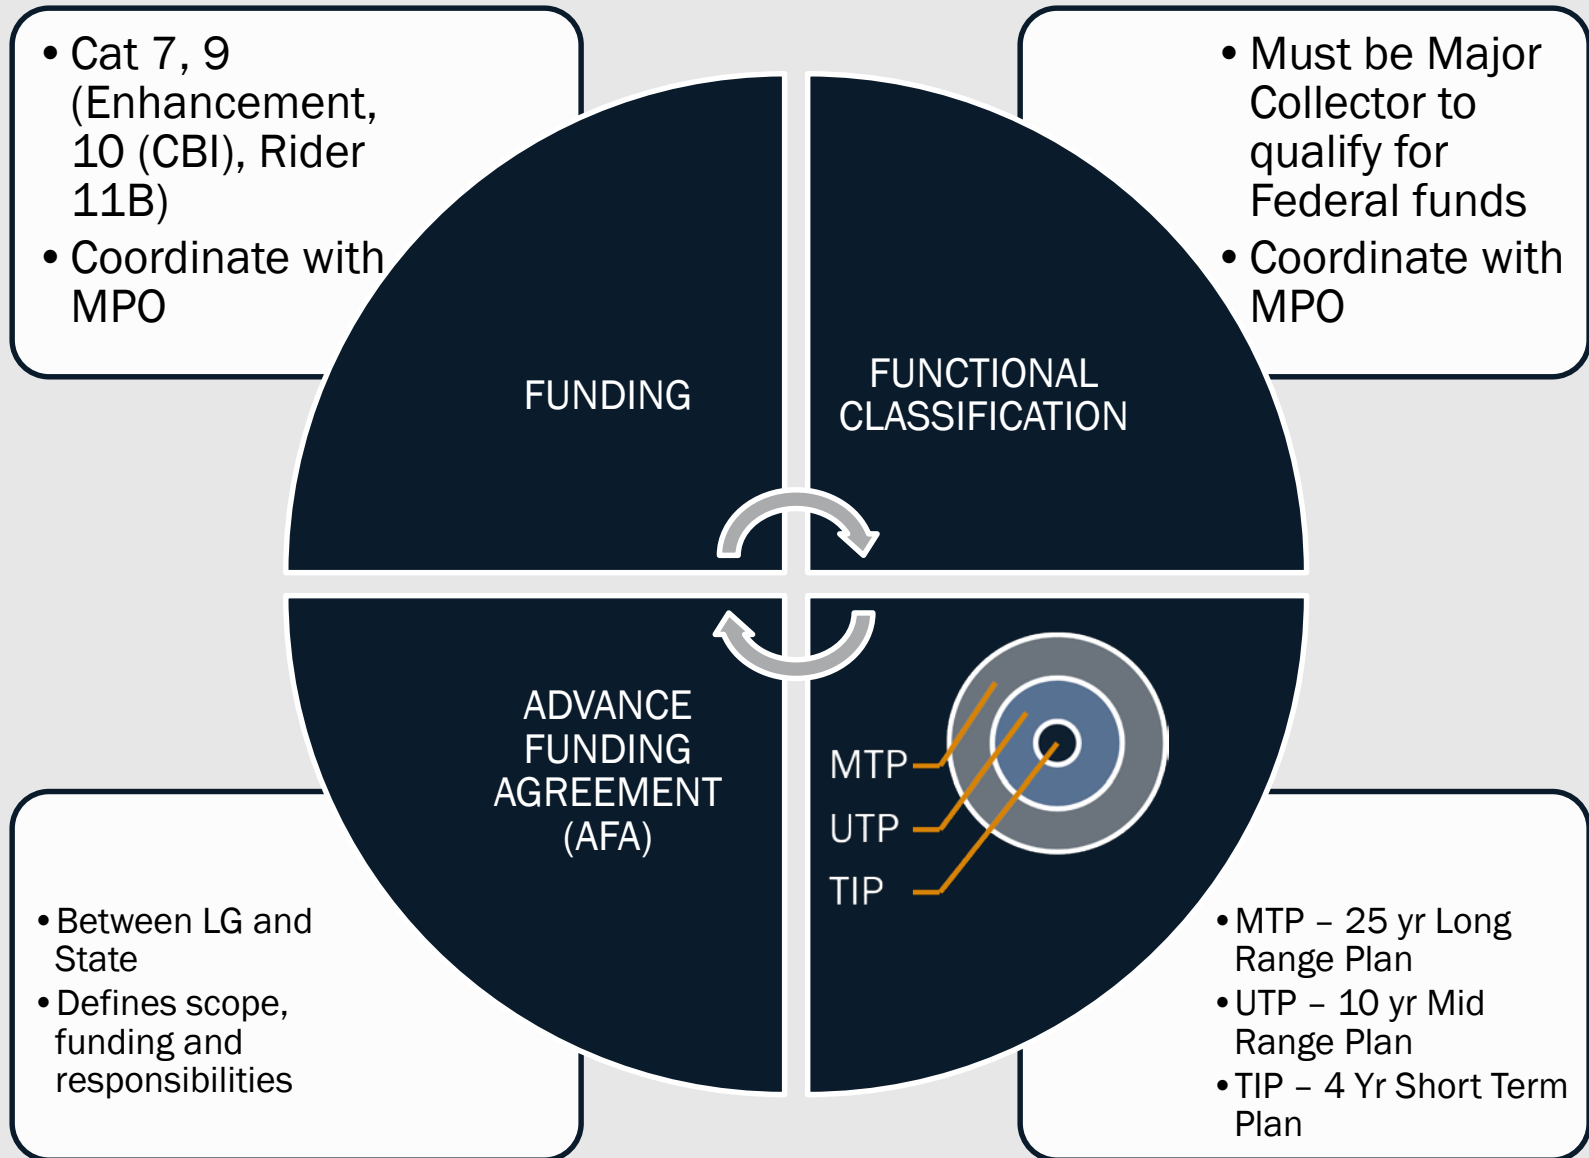 • Cat 7, 9
(Enhancement,
10 (CBI), Rider
11B)
• Coordinate with
MPO
• Must be Major
Collector to
qualify for
Federal funds
• Coordinate with
MPO
FUNDING
FUNCTIONAL
CLASSIFICATION
ADVANCE
FUNDING
AGREEMENT
(AFA)
MTP
UTP
TIP
• Between LG and
State
• Defines scope,
funding and
responsibilities
• MTP – 25 yr Long
Range Plan
• UTP – 10 yr Mid
Range Plan
• TIP – 4 Yr Short Term
Plan